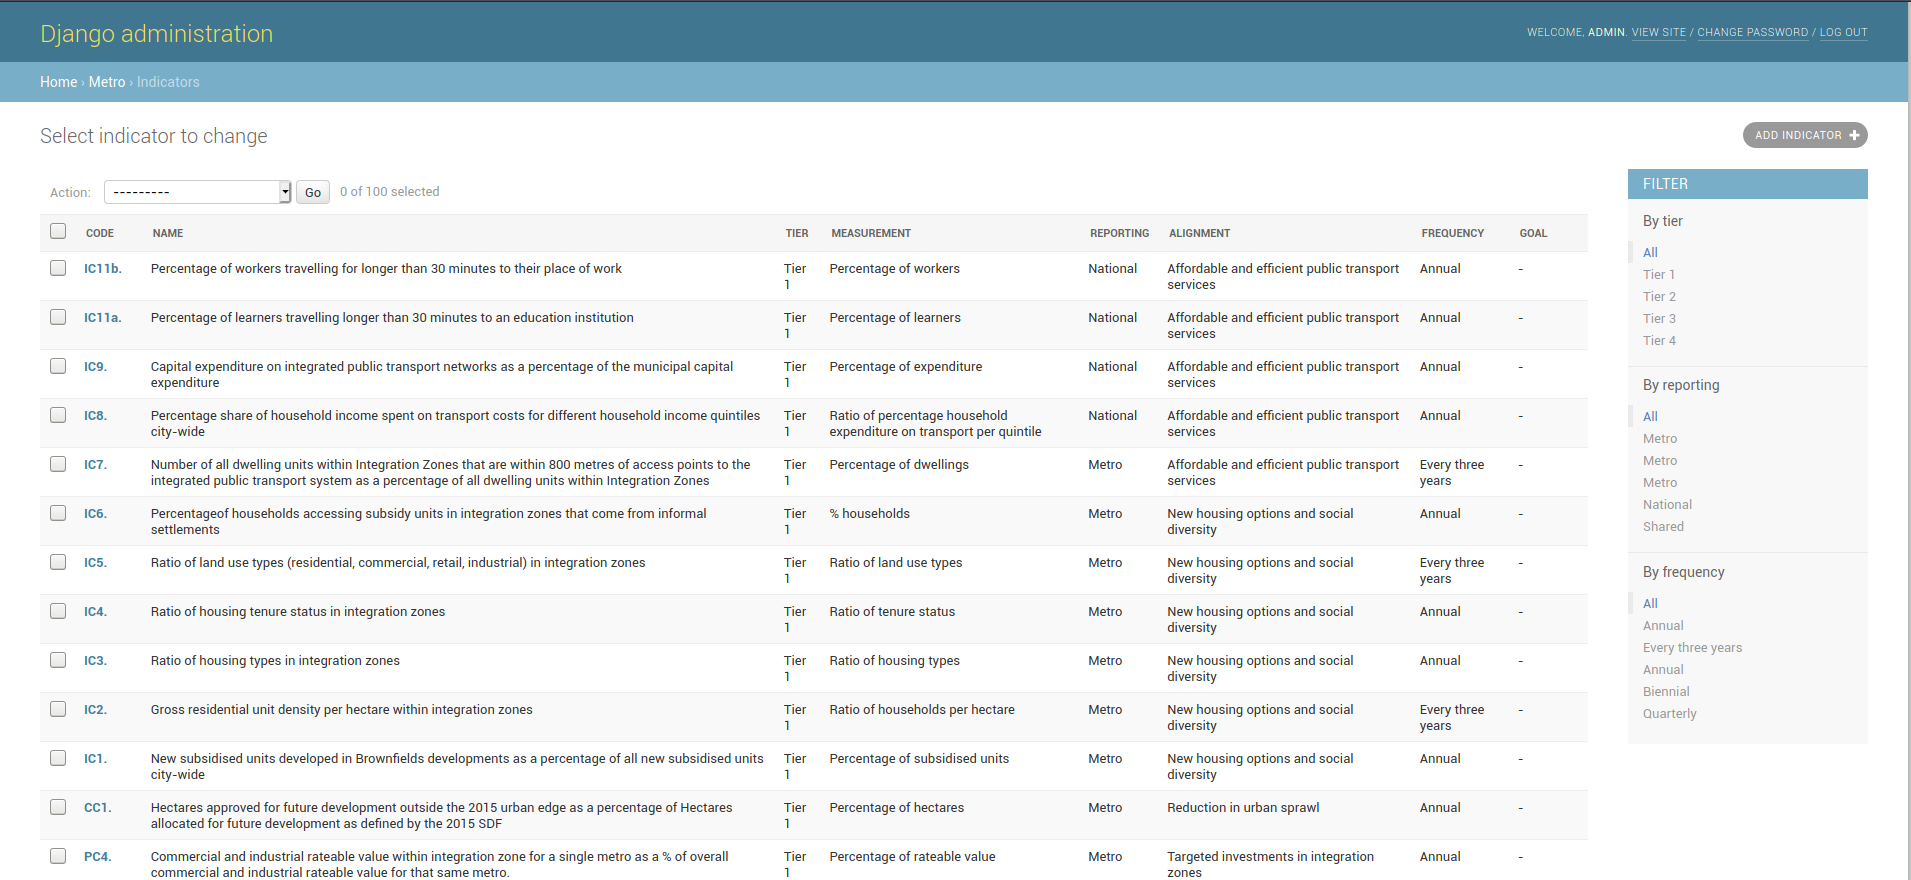 Django administration
WELCOME, ADMIN. VIEW SITE / CHANGE PASSWORD / LOG OUT
Home › Metro › Indicators
Select indicator to change
ADD INDICATOR +
Action: --------- Go 0 of 100 selected
CODE NAME TIER MEASUREMENT REPORTING ALIGNMENT FREQUENCY GOAL
IC11b. Percentage of workers travelling for longer than 30 minutes to their place of work Tier Percentage of workers National Affordable and efficient public transport Annual -
1 services
IC11a. Percentage of learners travelling longer than 30 minutes to an education institution Tier Percentage of learners National Affordable and efficient public transport Annual -
1 services
IC9. Capital expenditure on integrated public transport networks as a percentage of the municipal capital Tier Percentage of expenditure National Affordable and efficient public transport Annual -
expenditure 1 services
IC8. Percentage share of household income spent on transport costs for different household income quintiles Tier Ratio of percentage household National Affordable and efficient public transport Annual -
city-wide 1 expenditure on transport per quintile services
IC7. Number of all dwelling units within Integration Zones that are within 800 metres of access points to the Tier Percentage of dwellings Metro Affordable and efficient public transport Every three -
integrated public transport system as a percentage of all dwelling units within Integration Zones 1 services years
IC6. Percentageof households accessing subsidy units in integration zones that come from informal Tier % households Metro New housing options and social Annual -
settlements 1 diversity
IC5. Ratio of land use types (residential, commercial, retail, industrial) in integration zones Tier Ratio of land use types Metro New housing options and social Every three -
1 diversity years
IC4. Ratio of housing tenure status in integration zones Tier Ratio of tenure status Metro New housing options and social Annual -
1 diversity
IC3. Ratio of housing types in integration zones Tier Ratio of housing types Metro New housing options and social Annual -
1 diversity
IC2. Gross residential unit density per hectare within integration zones Tier Ratio of households per hectare Metro New housing options and social Every three -
1 diversity years
IC1. New subsidised units developed in Brownfields developments as a percentage of all new subsidised units Tier Percentage of subsidised units Metro New housing options and social Annual -
city-wide 1 diversity
CC1. Hectares approved for future development outside the 2015 urban edge as a percentage of Hectares Tier Percentage of hectares Metro Reduction in urban sprawl Annual -
allocated for future development as defined by the 2015 SDF 1
PC4. Commercial and industrial rateable value within integration zone for a single metro as a % of overall Tier Percentage of rateable value Metro Targeted investments in integration Annual -
commercial and industrial rateable value for that same metro. 1 zones
FILTER
By tier
All
Tier 1
Tier 2
Tier 3
Tier 4
By reporting
All
Metro
Metro
Metro
National
Shared
By frequency
All
Annual
Every three years
Annual
Biennial
Quarterly